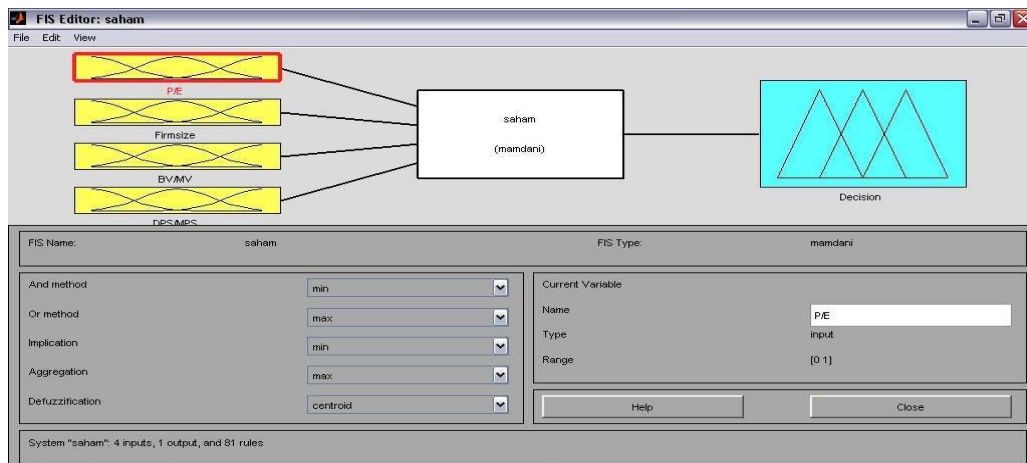 FIS Editor: saham
File Edit View
P/E
Firmsize
BV/MV
DPS/MPS
saham
(mamdani)
Decision
FIS Name: saham FIS Type: mamdani
And method min
Or method max
Implication min
Aggregation max
Defuzzification centroid
Current Variable
Name P/E
Type input
Range [0 1]
Help Close
System "saham": 4 inputs, 1 output, and 81 rules